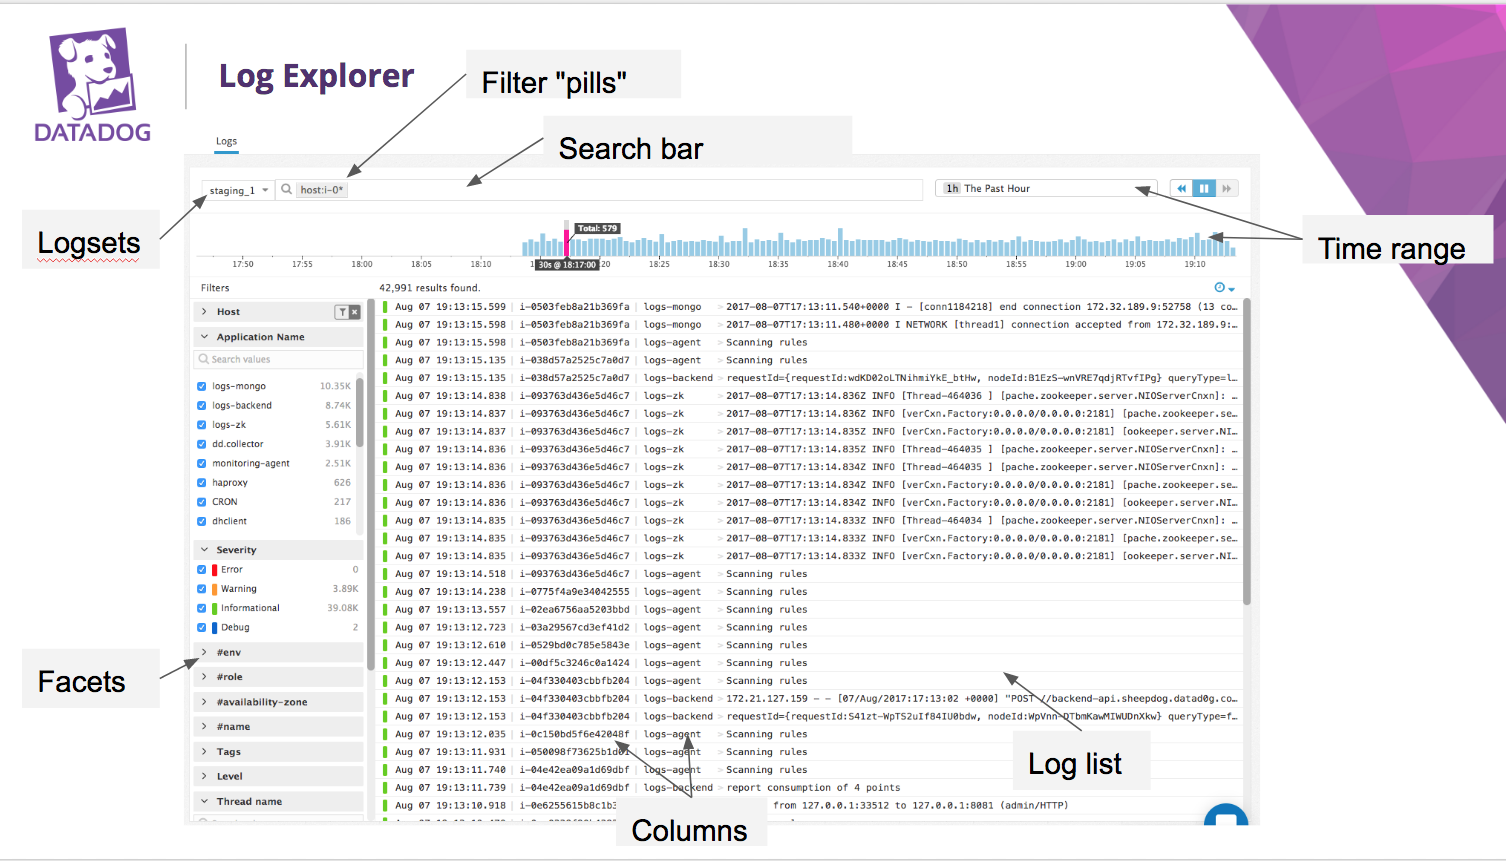 DATADOG
Log Explorer
Filter "pills"
Search bar
Logsets
Time range
Facets
Log list
Columns
Logs
staging_1
host:i-0*
1h The Past Hour
Total: 579
30s @ 18:17:00
17:50 17:55 18:00 18:05 18:10 20 18:25 18:30 18:35 18:40 18:45 18:50 18:55 19:00 19:05 19:10
Filters
42,991 results found.
Host
Application Name
Search values
logs-mongo 10.35K
logs-backend 8.74K
logs-zk 5.61K
dd.collector 3.91K
monitoring-agent 2.51K
haproxy 626
CRON 217
dhclient 186
Severity
Error 0
Warning 3.89K
Informational 39.08K
Debug 2
#env
#role
#availability-zone
#name
Tags
Level
Thread name
Aug 07 19:13:15.599 | i-0503feb8a21b369fa | logs-mongo > 2017-08-07T17:13:11.540+0000 I - [conn1184218] end connection 172.32.189.9:52758 (13 co…
Aug 07 19:13:15.598 | i-0503feb8a21b369fa | logs-mongo > 2017-08-07T17:13:11.480+0000 I NETWORK [thread1] connection accepted from 172.32.189.9:…
Aug 07 19:13:15.598 | i-0503feb8a21b369fa | logs-agent > Scanning rules
Aug 07 19:13:15.135 | i-038d57a2525c7a0d7 | logs-agent > Scanning rules
Aug 07 19:13:15.135 | i-038d57a2525c7a0d7 | logs-backend > requestId={requestId:wdKD02oLTNihmiYkE_btHw, nodeId:B1EzS-wnVRE7qdjRTvfIPg} queryType=l…
Aug 07 19:13:14.838 | i-093763d436e5d46c7 | logs-zk > 2017-08-07T17:13:14.836Z INFO [Thread-464036 ] [pache.zookeeper.server.NIOServerCnxn]: …
Aug 07 19:13:14.837 | i-093763d436e5d46c7 | logs-zk > 2017-08-07T17:13:14.836Z INFO [verCxn.Factory:0.0.0.0/0.0.0.0:2181] [pache.zookeeper.se…
Aug 07 19:13:14.837 | i-093763d436e5d46c7 | logs-zk > 2017-08-07T17:13:14.835Z INFO [verCxn.Factory:0.0.0.0/0.0.0.0:2181] [ookeeper.server.NI…
Aug 07 19:13:14.836 | i-093763d436e5d46c7 | logs-zk > 2017-08-07T17:13:14.835Z INFO [Thread-464035 ] [pache.zookeeper.server.NIOServerCnxn]: …
Aug 07 19:13:14.836 | i-093763d436e5d46c7 | logs-zk > 2017-08-07T17:13:14.834Z INFO [Thread-464035 ] [pache.zookeeper.server.NIOServerCnxn]: …
Aug 07 19:13:14.836 | i-093763d436e5d46c7 | logs-zk > 2017-08-07T17:13:14.834Z INFO [verCxn.Factory:0.0.0.0/0.0.0.0:2181] [pache.zookeeper.se…
Aug 07 19:13:14.836 | i-093763d436e5d46c7 | logs-zk > 2017-08-07T17:13:14.834Z INFO [verCxn.Factory:0.0.0.0/0.0.0.0:2181] [ookeeper.server.NI…
Aug 07 19:13:14.835 | i-093763d436e5d46c7 | logs-zk > 2017-08-07T17:13:14.833Z INFO [Thread-464034 ] [pache.zookeeper.server.NIOServerCnxn]: …
Aug 07 19:13:14.835 | i-093763d436e5d46c7 | logs-zk > 2017-08-07T17:13:14.833Z INFO [verCxn.Factory:0.0.0.0/0.0.0.0:2181] [pache.zookeeper.se…
Aug 07 19:13:14.835 | i-093763d436e5d46c7 | logs-zk > 2017-08-07T17:13:14.833Z INFO [verCxn.Factory:0.0.0.0/0.0.0.0:2181] [ookeeper.server.NI…
Aug 07 19:13:14.518 | i-093763d436e5d46c7 | logs-agent > Scanning rules
Aug 07 19:13:14.238 | i-0775f4a9e34042555 | logs-agent > Scanning rules
Aug 07 19:13:13.557 | i-02ea6756aa5203bbd | logs-agent > Scanning rules
Aug 07 19:13:12.723 | i-03a29567cd3ef41d2 | logs-agent > Scanning rules
Aug 07 19:13:12.610 | i-0529bd0c785e5843e | logs-agent > Scanning rules
Aug 07 19:13:12.447 | i-00df5c3246c0a1424 | logs-agent > Scanning rules
Aug 07 19:13:12.153 | i-04f330403cbbfb204 | logs-agent > Scanning rules
Aug 07 19:13:12.153 | i-04f330403cbbfb204 | logs-backend > 172.21.127.159 - - [07/Aug/2017:17:13:02 +0000] "POST //backend-api.sheepdog.datad0g.co…
Aug 07 19:13:12.153 | i-04f330403cbbfb204 | logs-backend > requestId={requestId:S41zt-WpTS2uIf84IU0bdw, nodeId:WpVnn-DTbmKawMIWUDnXkw} queryType=f…
Aug 07 19:13:12.035 | i-0c150bd5f6e42048f | logs-agent > Scanning rules
Aug 07 19:13:11.931 | i-050098f73625b1d01 | logs-agent > Scanning rules
Aug 07 19:13:11.740 | i-04e42ea09a1d69dbf | logs-agent > Scanning rules
Aug 07 19:13:11.739 | i-04e42ea09a1d69dbf | logs-backend > report consumption of 4 points
Aug 07 19:13:10.918 | i-0e6255615b8c1b3 from 127.0.0.1:33512 to 127.0.0.1:8081 (admin/HTTP)